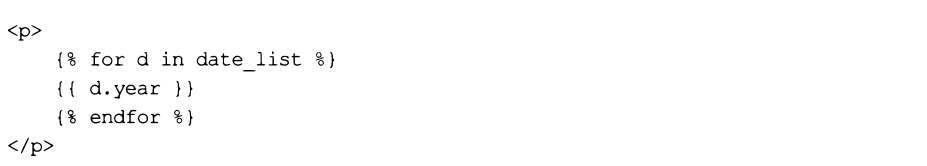 <p>
    {% for d in date_list %}
    {{ d.year }}
    {% endfor %}
</p>